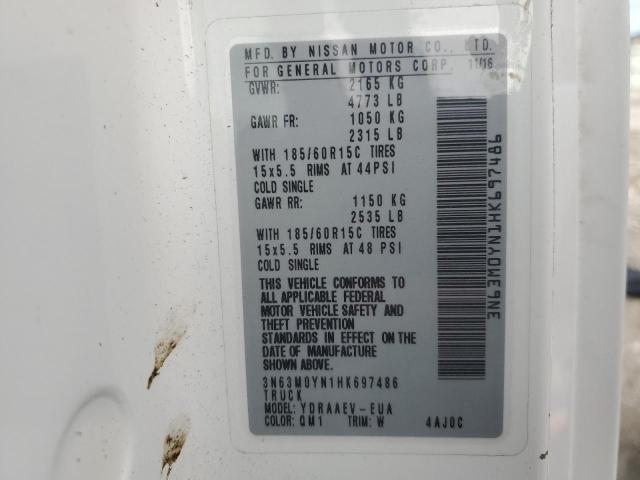 MFD. BY NISSAN MOTOR CO., LTD.
FOR GENERAL MOTORS CORP. 11/16
GVWR: 2165 KG
4773 LB
GAWR FR: 1050 KG
2315 LB
WITH 185/60R15C TIRES
15x5.5 RIMS AT 44PSI
COLD SINGLE
GAWR RR: 1150 KG
2535 LB
WITH 185/60R15C TIRES
15x5.5 RIMS AT 48 PSI
COLD SINGLE
THIS VEHICLE CONFORMS TO
ALL APPLICABLE FEDERAL
MOTOR VEHICLE SAFETY AND
THEFT PREVENTION
STANDARDS IN EFFECT ON THE
DATE OF MANUFACTURE
SHOWN ABOVE.
3N63M0YN1HK697486
TRUCK
MODEL: YDRAAEV-EUA
COLOR: QM1 TRIM: W 4AJ0C
3N63M0YN1HK697486